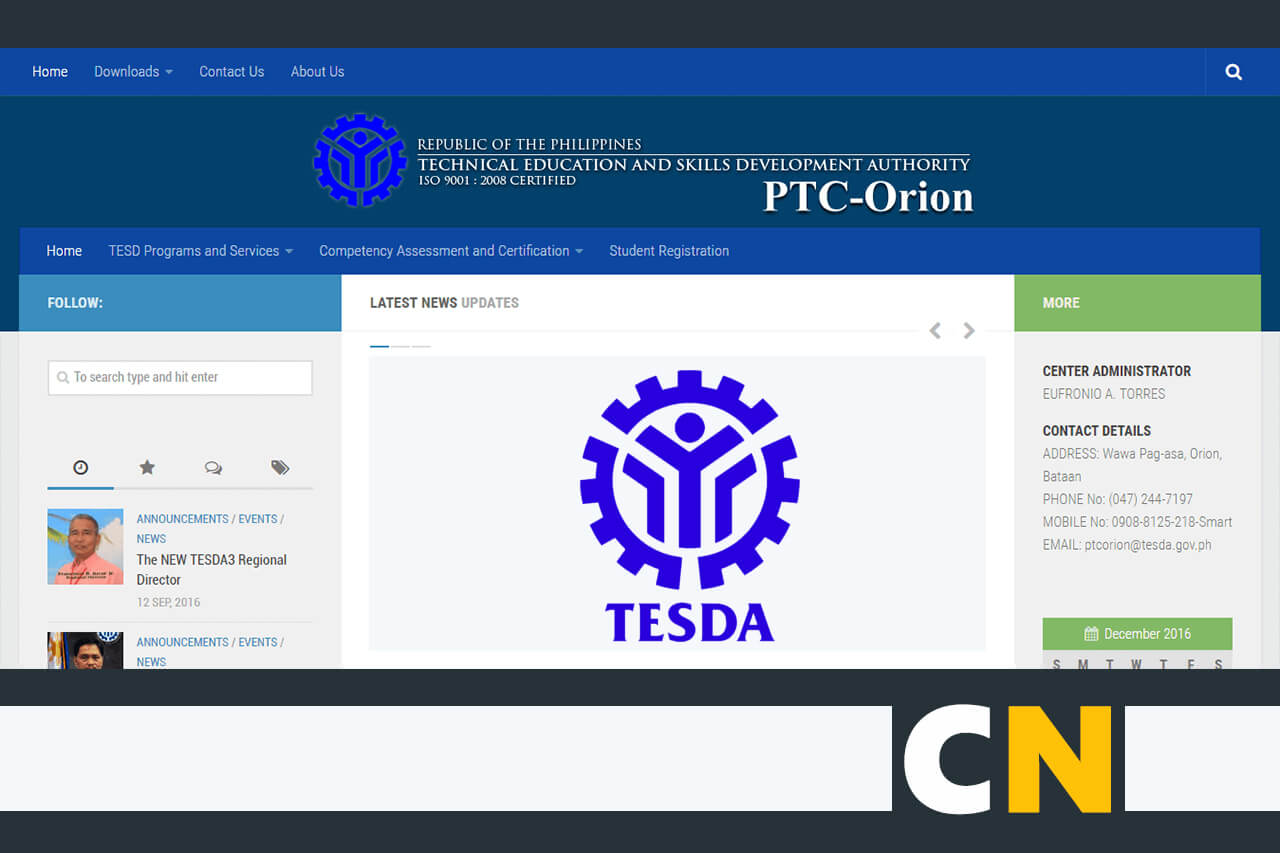 Home Downloads Contact Us About Us
REPUBLIC OF THE PHILIPPINES
TECHNICAL EDUCATION AND SKILLS DEVELOPMENT AUTHORITY
ISO 9001 : 2008 CERTIFIED
PTC-Orion
Home TESD Programs and Services Competency Assessment and Certification Student Registration
FOLLOW:
To search type and hit enter
ANNOUNCEMENTS / EVENTS /
NEWS
The NEW TESDA3 Regional
Director
12 SEP, 2016
ANNOUNCEMENTS / EVENTS /
NEWS
LATEST NEWS UPDATES
TESDA
MORE
CENTER ADMINISTRATOR
EUFRONIO A. TORRES
CONTACT DETAILS
ADDRESS: Wawa Pag-asa, Orion,
Bataan
PHONE No: (047) 244-7197
MOBILE No: 0908-8125-218-Smart
EMAIL: ptcorion@tesda.gov.ph
December 2016
S M T W T F S
CN